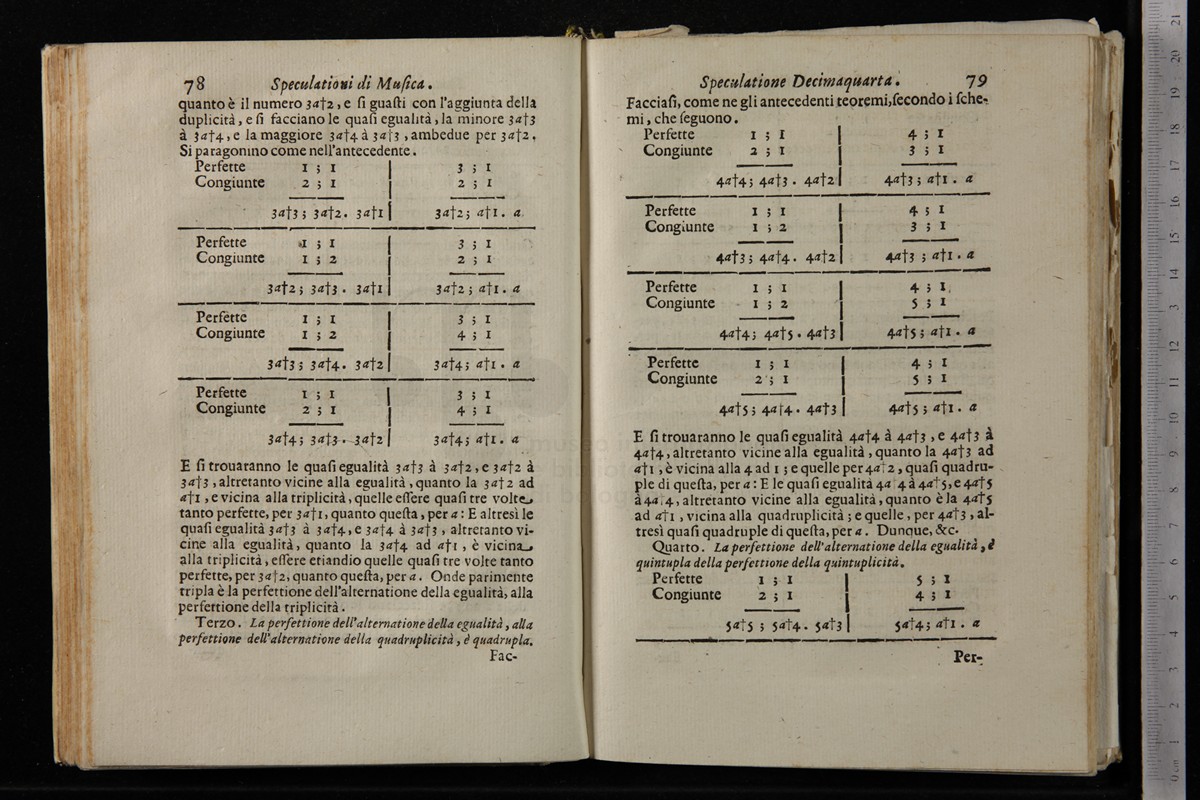 78 Speculationi di Muſica.
quanto è il numero 3a†2, e ſi guaſti con l'aggiunta della
duplicità, e ſi facciano le quaſi egualità, la minore 3a†3
à 3a†4, e la maggiore 3a†4 à 3a†3, ambedue per 3a†2.
Si paragonino come nell'antecedente.
Perfette 1 ; 1 | 3 ; 1
Congiunte 2 ; 1 | 2 ; 1
3a†3 ; 3a†2. 3a†1 | 3a†2 ; a†1. a
Perfette 1 ; 1 | 3 ; 1
Congiunte 1 ; 2 | 2 ; 1
3a†2 ; 3a†3. 3a†1 | 3a†2 ; a†1. a
Perfette 1 ; 1 | 3 ; 1
Congiunte 1 ; 2 | 4 ; 1
3a†3 ; 3a†4. 3a†2 | 3a†4 ; a†1. a
Perfette 1 ; 1 | 3 ; 1
Congiunte 2 ; 1 | 4 ; 1
3a†4 ; 3a†3. 3a†2 | 3a†4 ; a†1. a
E ſi trouaranno le quaſi egualità 3a†3 à 3a†2, e 3a†2 à
3a†3, altretanto vicine alla egualità, quanto la 3a†2 ad
a†1, e vicina alla triplicità, quelle eſſere quaſi tre volte
tanto perfette, per 3a†1, quanto queſta, per a: E altresì le
quaſi egualità 3a†3 à 3a†4, e 3a†4 à 3a†3, altretanto vi-
cine alla egualità, quanto la 3a†4 ad a†1, è vicina
alla triplicità, eſſere etiandio quelle quaſi tre volte tanto
perfette, per 3a†2, quanto queſta, per a. Onde parimente
tripla è la perfettione dell'alternatione della egualità, alla
perfettione della triplicità.
Terzo. La perfettione dell'alternatione della egualità, alla
perfettione dell'alternatione della quadruplicità, è quadrupla.
Fac-
Speculatione Decimaquarta. 79
Facciaſi, come ne gli antecedenti teoremi, ſecondo i ſche-
mi, che ſeguono.
Perfette 1 ; 1 | 4 ; 1
Congiunte 2 ; 1 | 3 ; 1
4a†4 ; 4a†3. 4a†2 | 4a†3 ; a†1. a
Perfette 1 ; 1 | 4 ; 1
Congiunte 1 ; 2 | 3 ; 1
4a†3 ; 4a†4. 4a†2 | 4a†3 ; a†1. a
Perfette 1 ; 1 | 4 ; 1
Congiunte 1 ; 2 | 5 ; 1
4a†4 ; 4a†5. 4a†3 | 4a†5 ; a†1. a
Perfette 1 ; 1 | 4 ; 1
Congiunte 2 ; 1 | 5 ; 1
4a†5 ; 4a†4. 4a†3 | 4a†5 ; a†1. a
E ſi trouaranno le quaſi egualità 4a†4 à 4a†3, e 4a†3 à
4a†4, altretanto vicine alla egualità, quanto la 4a†3 ad
a†1, è vicina alla 4 ad 1 ; e quelle per 4a†2, quaſi quadru-
ple di queſta, per a: E le quaſi egualità 4a†4 à 4a†5, e 4a†5
à 4a†4, altretanto vicine alla egualità, quanto è la 4a†5
ad a†1, vicina alla quadruplicità ; e quelle, per 4a†3, al-
tresì quaſi quadruple di queſta, per a. Dunque, &c.
Quarto. La perfettione dell'alternatione della egualità, è
quintupla della perfettione della quintuplicità.
Perfette 1 ; 1 | 5 ; 1
Congiunte 2 ; 1 | 4 ; 1
5a†5 ; 5a†4. 5a†3 | 5a†4 ; a†1. a
Per-